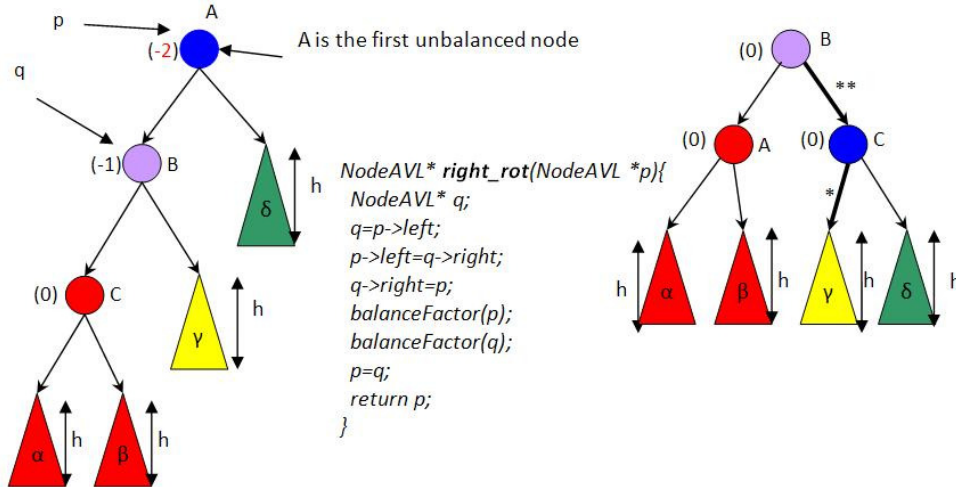 A
p
(-2)
A is the first unbalanced node
q
(-1)
B
h
δ
(0)
C
h
γ
h
α
h
β
NodeAVL* right_rot(NodeAVL *p){
NodeAVL* q;
q=p->left;
p->left=q->right;
q->right=p;
balanceFactor(p);
balanceFactor(q);
p=q;
return p;
}
(0)
B
**
(0)
A
(0)
C
*
h
α
h
β
h
γ
h
δ